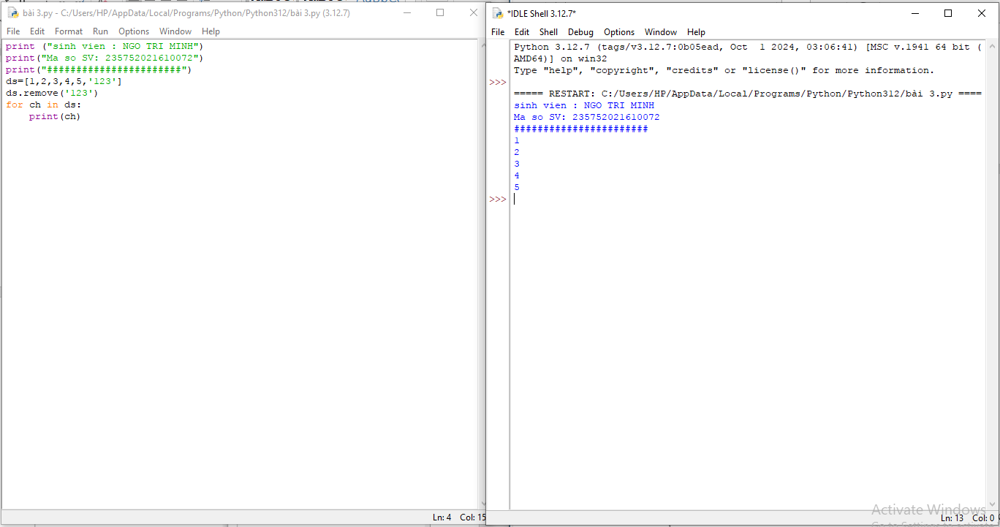 bài 3.py - C:/Users/HP/AppData/Local/Programs/Python/Python312/bài 3.py (3.12.7)
File Edit Format Run Options Window Help
print ("sinh vien : NGO TRI MINH")
print("Ma so SV: 235752021610072")
print("#######################")
ds=[1,2,3,4,5,'123']
ds.remove('123')
for ch in ds:
    print(ch)
Ln: 4 Col: 15
*IDLE Shell 3.12.7*
File Edit Shell Debug Options Window Help
Python 3.12.7 (tags/v3.12.7:0b05ead, Oct  1 2024, 03:06:41) [MSC v.1941 64 bit (
AMD64)] on win32
Type "help", "copyright", "credits" or "license()" for more information.
>>>
===== RESTART: C:/Users/HP/AppData/Local/Programs/Python/Python312/bài 3.py ====
sinh vien : NGO TRI MINH
Ma so SV: 235752021610072
#######################
1
2
3
4
5
>>>
Activate Windows
Ln: 13 Col: 0